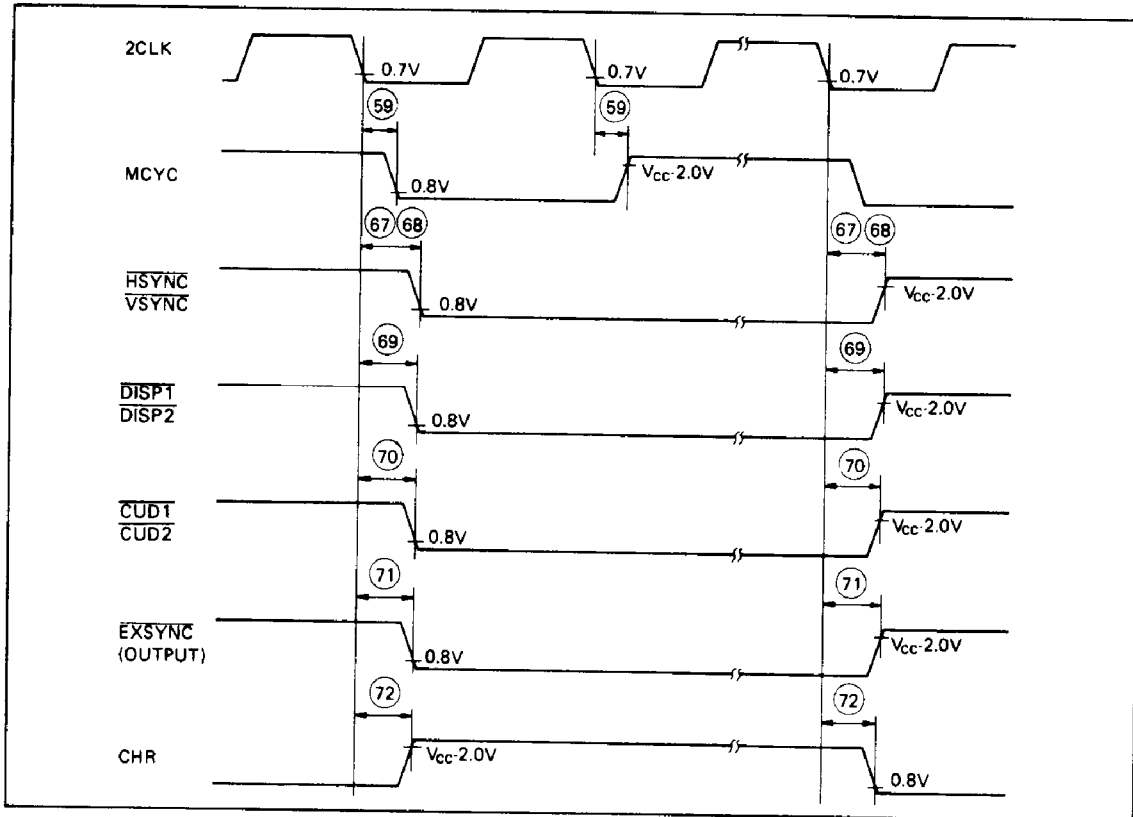 2CLK
0.7V 0.7V 0.7V
59 59
MCYC
0.8V VCC-2.0V
67 68 67 68
HSYNC
VSYNC
0.8V VCC-2.0V
69 69
DISP1
DISP2
0.8V VCC-2.0V
70 70
CUD1
CUD2
0.8V VCC-2.0V
71 71
EXSYNC
(OUTPUT)
0.8V VCC-2.0V
72 72
CHR
VCC-2.0V 0.8V